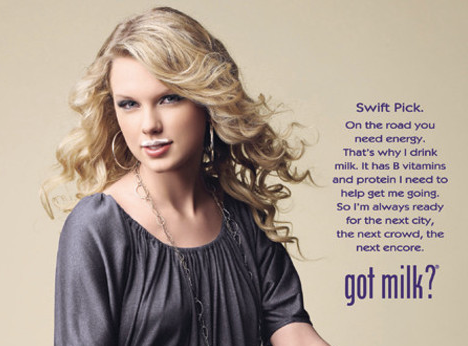 Swift Pick.
On the road you
need energy.
That's why I drink
milk. It has B vitamins
and protein I need to
help get me going.
So I'm always ready
for the next city,
the next crowd, the
next encore.
got milk?®